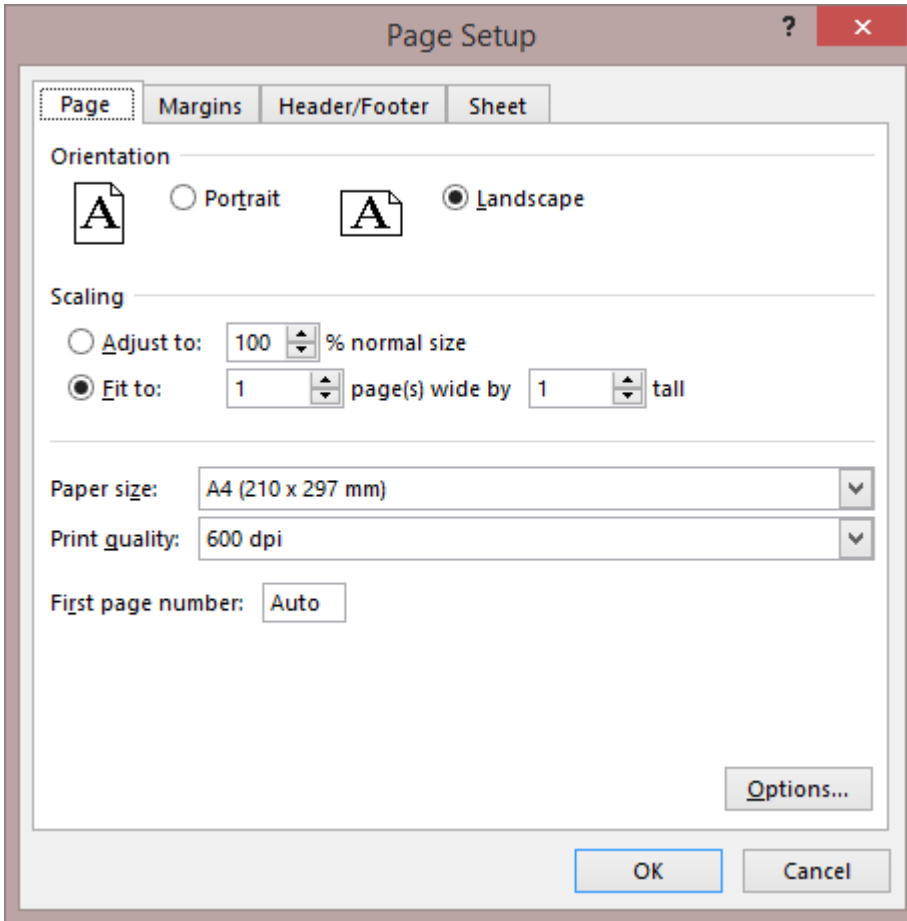 Page Setup ? ×
Page Margins Header/Footer Sheet
Orientation
A Portrait A Landscape
Scaling
Adjust to: 100 % normal size
Fit to: 1 page(s) wide by 1 tall
Paper size: A4 (210 x 297 mm)
Print quality: 600 dpi
First page number: Auto
Options...
OK Cancel